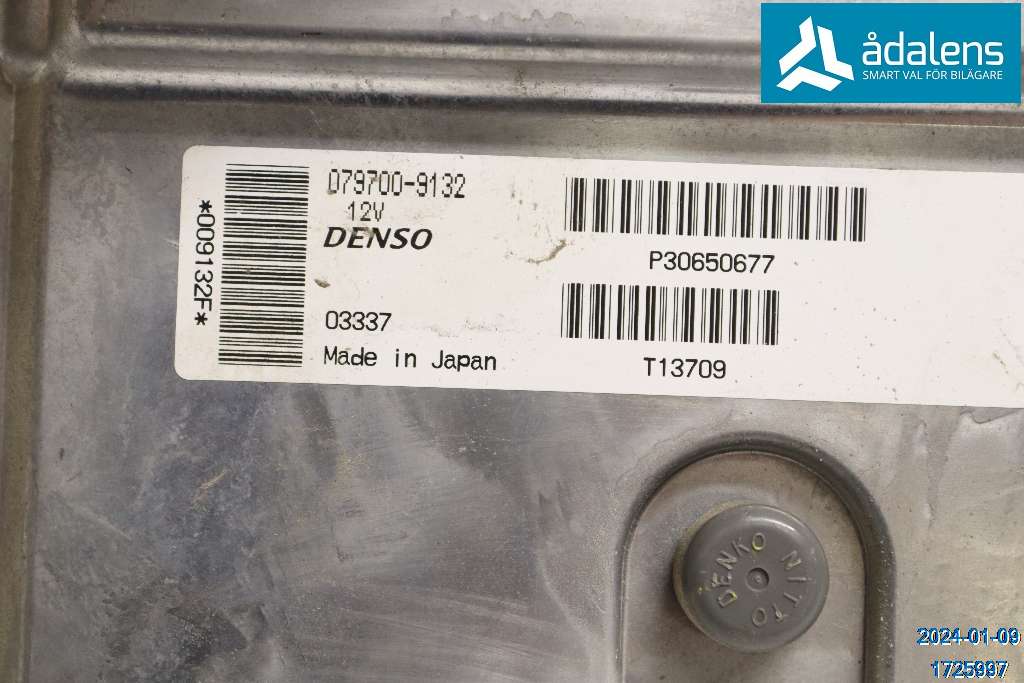 ådalens
SMART VAL FÖR BILÄGARE
079700-9132
12V
DENSO
03337
Made in Japan
*009132F*
P30650677
T13709
NITTO DENKO
2024-01-09
1725997